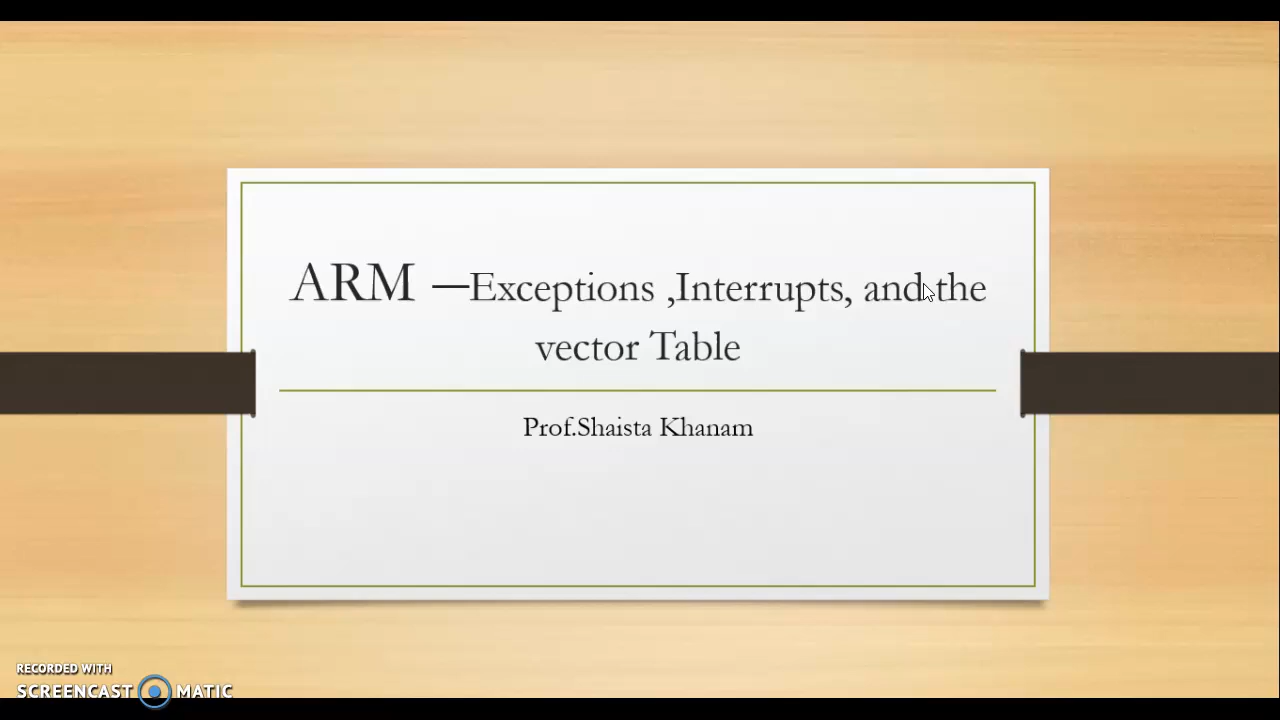 ARM —Exceptions ,Interrupts, and the
vector Table
Prof.Shaista Khanam
RECORDED WITH
SCREENCAST MATIC